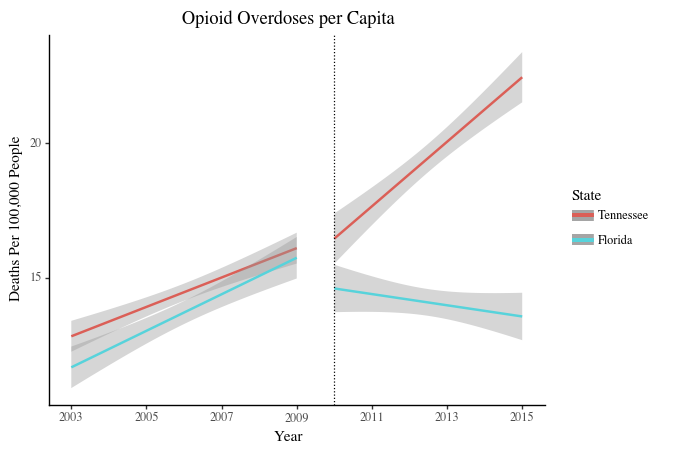 Opioid Overdoses per Capita
Deaths Per 100,000 People
20
15
2003 2005 2007 2009 2011 2013 2015
Year
State
Tennessee
Florida